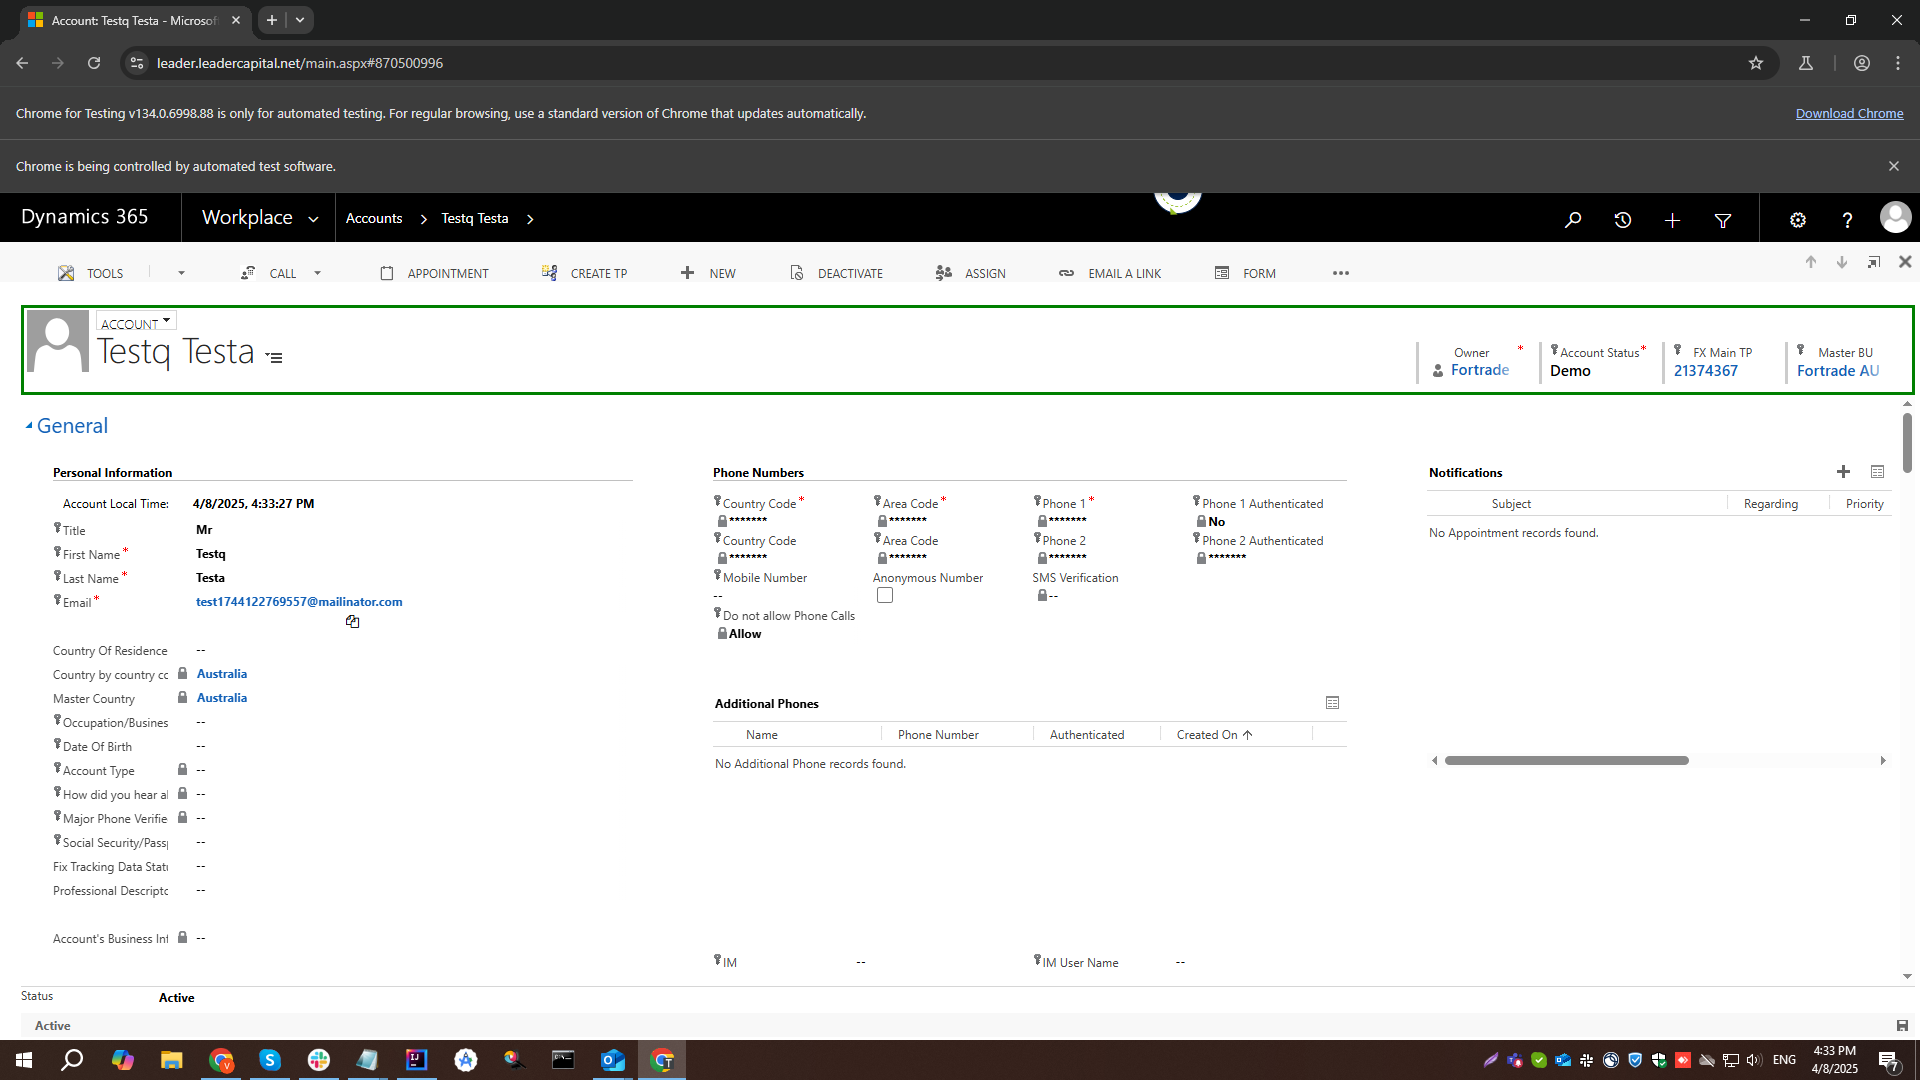 Account: Testq Testa - Microsof
leader.leadercapital.net/main.aspx#870500996
Chrome for Testing v134.0.6998.88 is only for automated testing. For regular browsing, use a standard version of Chrome that updates automatically.
Download Chrome
Chrome is being controlled by automated test software.
Dynamics 365
Workplace
Accounts
Testq Testa
TOOLS
CALL
APPOINTMENT
CREATE TP
NEW
DEACTIVATE
ASSIGN
EMAIL A LINK
FORM
ACCOUNT
Testq Testa
Owner *
Fortrade
Account Status *
Demo
FX Main TP
21374367
Master BU
Fortrade AU
General
Personal Information
Account Local Time: 4/8/2025, 4:33:27 PM
Title Mr
First Name * Testq
Last Name * Testa
Email * test1744122769557@mailinator.com
Country Of Residence --
Country by country cc Australia
Master Country Australia
Occupation/Busines --
Date Of Birth --
Account Type --
How did you hear al --
Major Phone Verifie --
Social Security/Pass --
Fix Tracking Data Statu --
Professional Descriptc --
Account's Business Int --
Phone Numbers
Country Code * Area Code * Phone 1 * Phone 1 Authenticated
******* ******* ******* No
Country Code Area Code Phone 2 Phone 2 Authenticated
******* ******* ******* *******
Mobile Number Anonymous Number SMS Verification
-- --
Do not allow Phone Calls
Allow
Additional Phones
Name Phone Number Authenticated Created On
No Additional Phone records found.
IM -- IM User Name --
Notifications
Subject Regarding Priority
No Appointment records found.
Status Active
Active
ENG
4:33 PM
4/8/2025
7